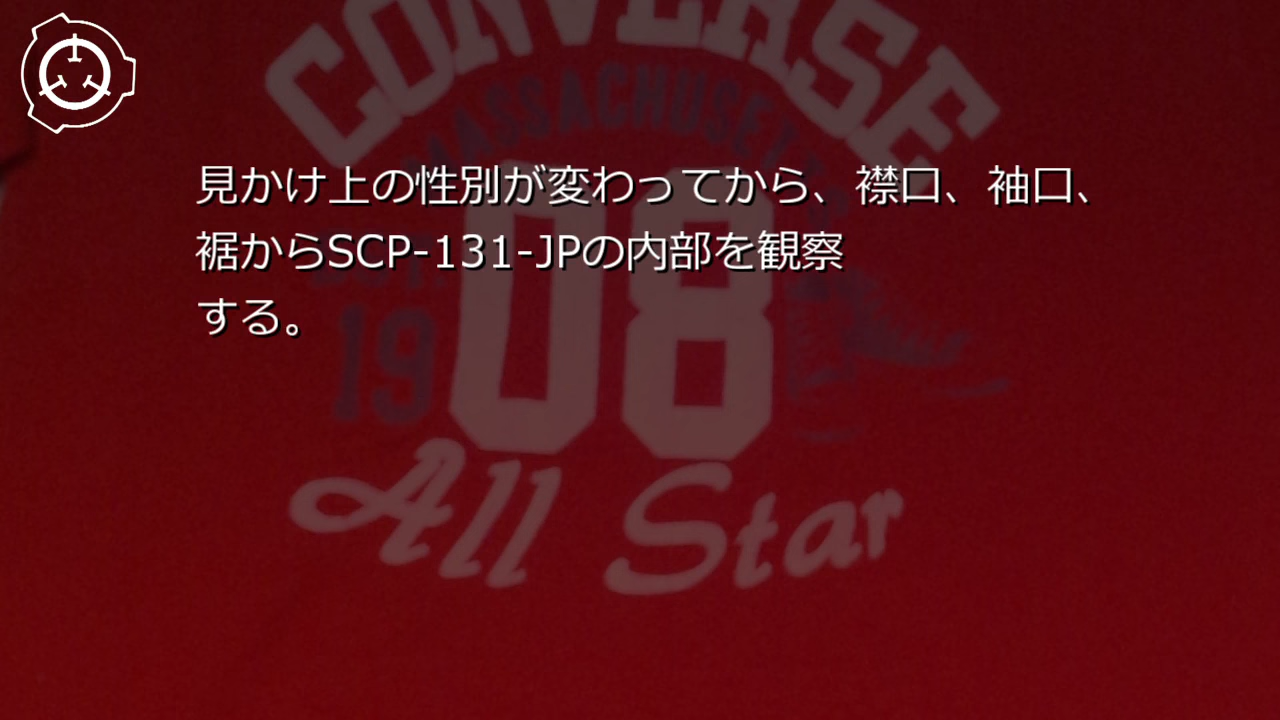 CONVERSE
MASSACHUSETTS
見かけ上の性別が変わってから、襟口、袖口、
裾からSCP-131-JPの内部を観察
する。
19
08
All Star